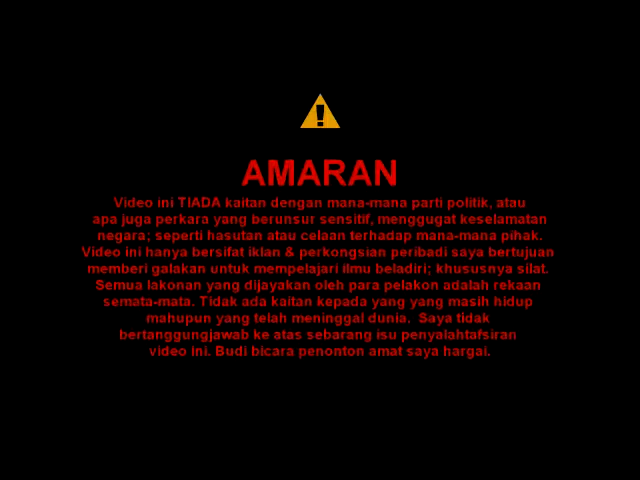 AMARAN
Video ini TIADA kaitan dengan mana-mana parti politik, atau
apa juga perkara yang berunsur sensitif, menggugat keselamatan
negara; seperti hasutan atau celaan terhadap mana-mana pihak.
Video ini hanya bersifat iklan & perkongsian peribadi saya bertujuan
memberi galakan untuk mempelajari ilmu beladiri; khususnya silat.
Semua lakonan yang dijayakan oleh para pelakon adalah rekaan
semata-mata. Tidak ada kaitan kepada yang yang masih hidup
mahupun yang telah meninggal dunia. Saya tidak
bertanggungjawab ke atas sebarang isu penyalahtafsiran
video ini. Budi bicara penonton amat saya hargai.